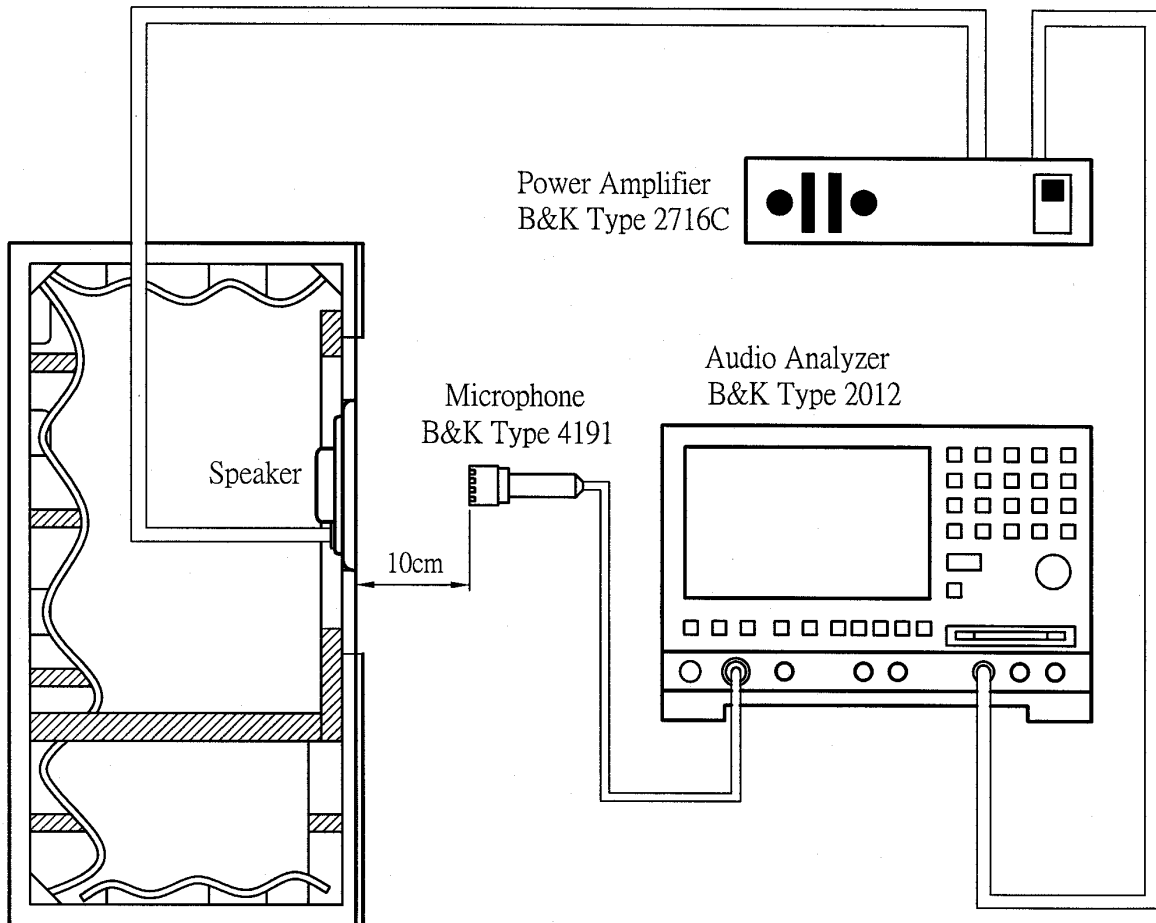 Power Amplifier
B&K Type 2716C
Audio Analyzer
B&K Type 2012
Microphone
B&K Type 4191
Speaker
10cm